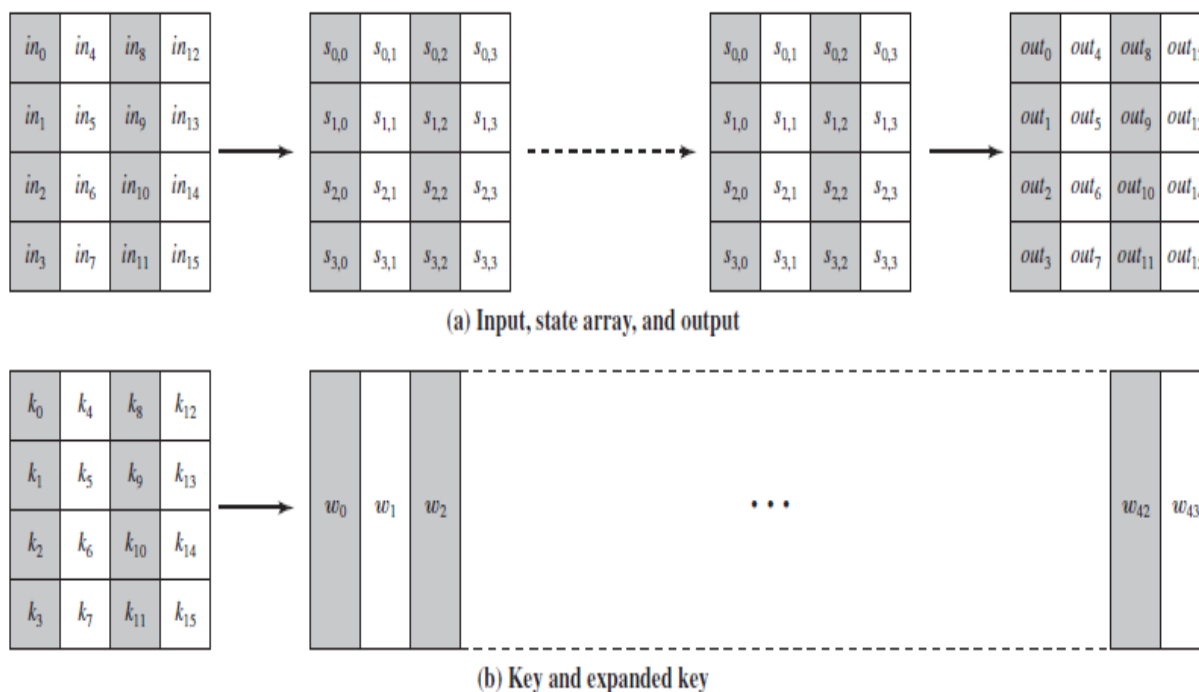 in₀ in₄ in₈ in₁₂ s₀,₀ s₀,₁ s₀,₂ s₀,₃ s₀,₀ s₀,₁ s₀,₂ s₀,₃ out₀ out₄ out₈
in₁ in₅ in₉ in₁₃ s₁,₀ s₁,₁ s₁,₂ s₁,₃ s₁,₀ s₁,₁ s₁,₂ s₁,₃ out₁ out₅ out₉
in₂ in₆ in₁₀ in₁₄ s₂,₀ s₂,₁ s₂,₂ s₂,₃ s₂,₀ s₂,₁ s₂,₂ s₂,₃ out₂ out₆ out₁₀
in₃ in₇ in₁₁ in₁₅ s₃,₀ s₃,₁ s₃,₂ s₃,₃ s₃,₀ s₃,₁ s₃,₂ s₃,₃ out₃ out₇ out₁₁
(a) Input, state array, and output
k₀ k₄ k₈ k₁₂
k₁ k₅ k₉ k₁₃
w₀ w₁ w₂ • • • w₄₂ w₄₃
k₂ k₆ k₁₀ k₁₄
k₃ k₇ k₁₁ k₁₅
(b) Key and expanded key